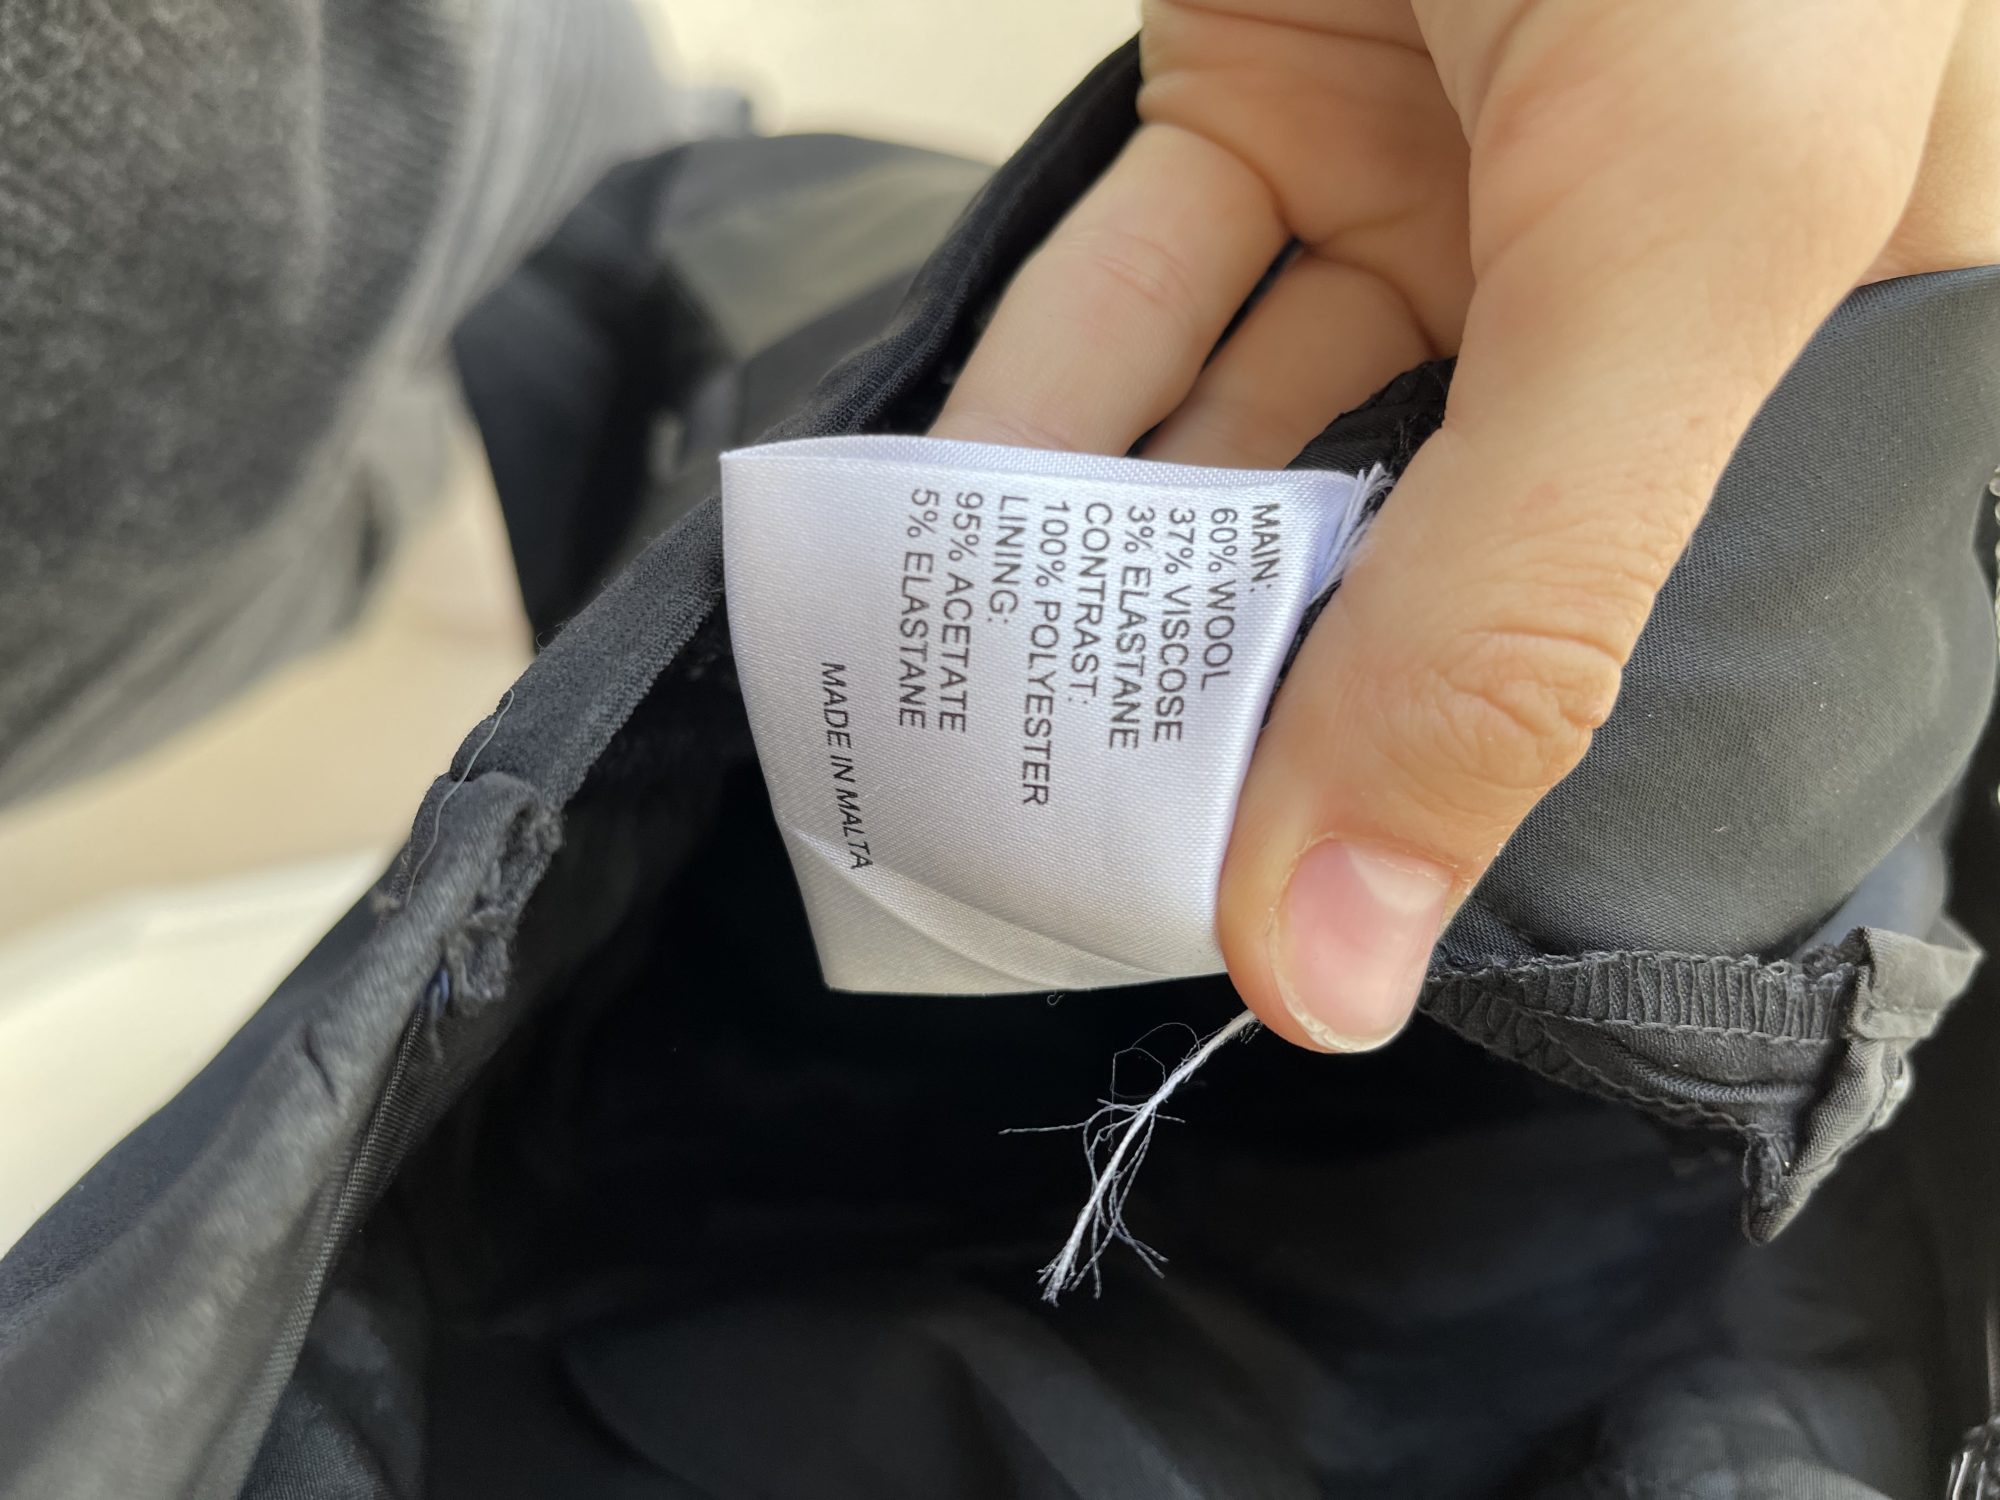 MAIN:
60% WOOL
37% VISCOSE
3% ELASTANE
CONTRAST:
100% POLYESTER
LINING:
95% ACETATE
5% ELASTANE
MADE IN MALTA